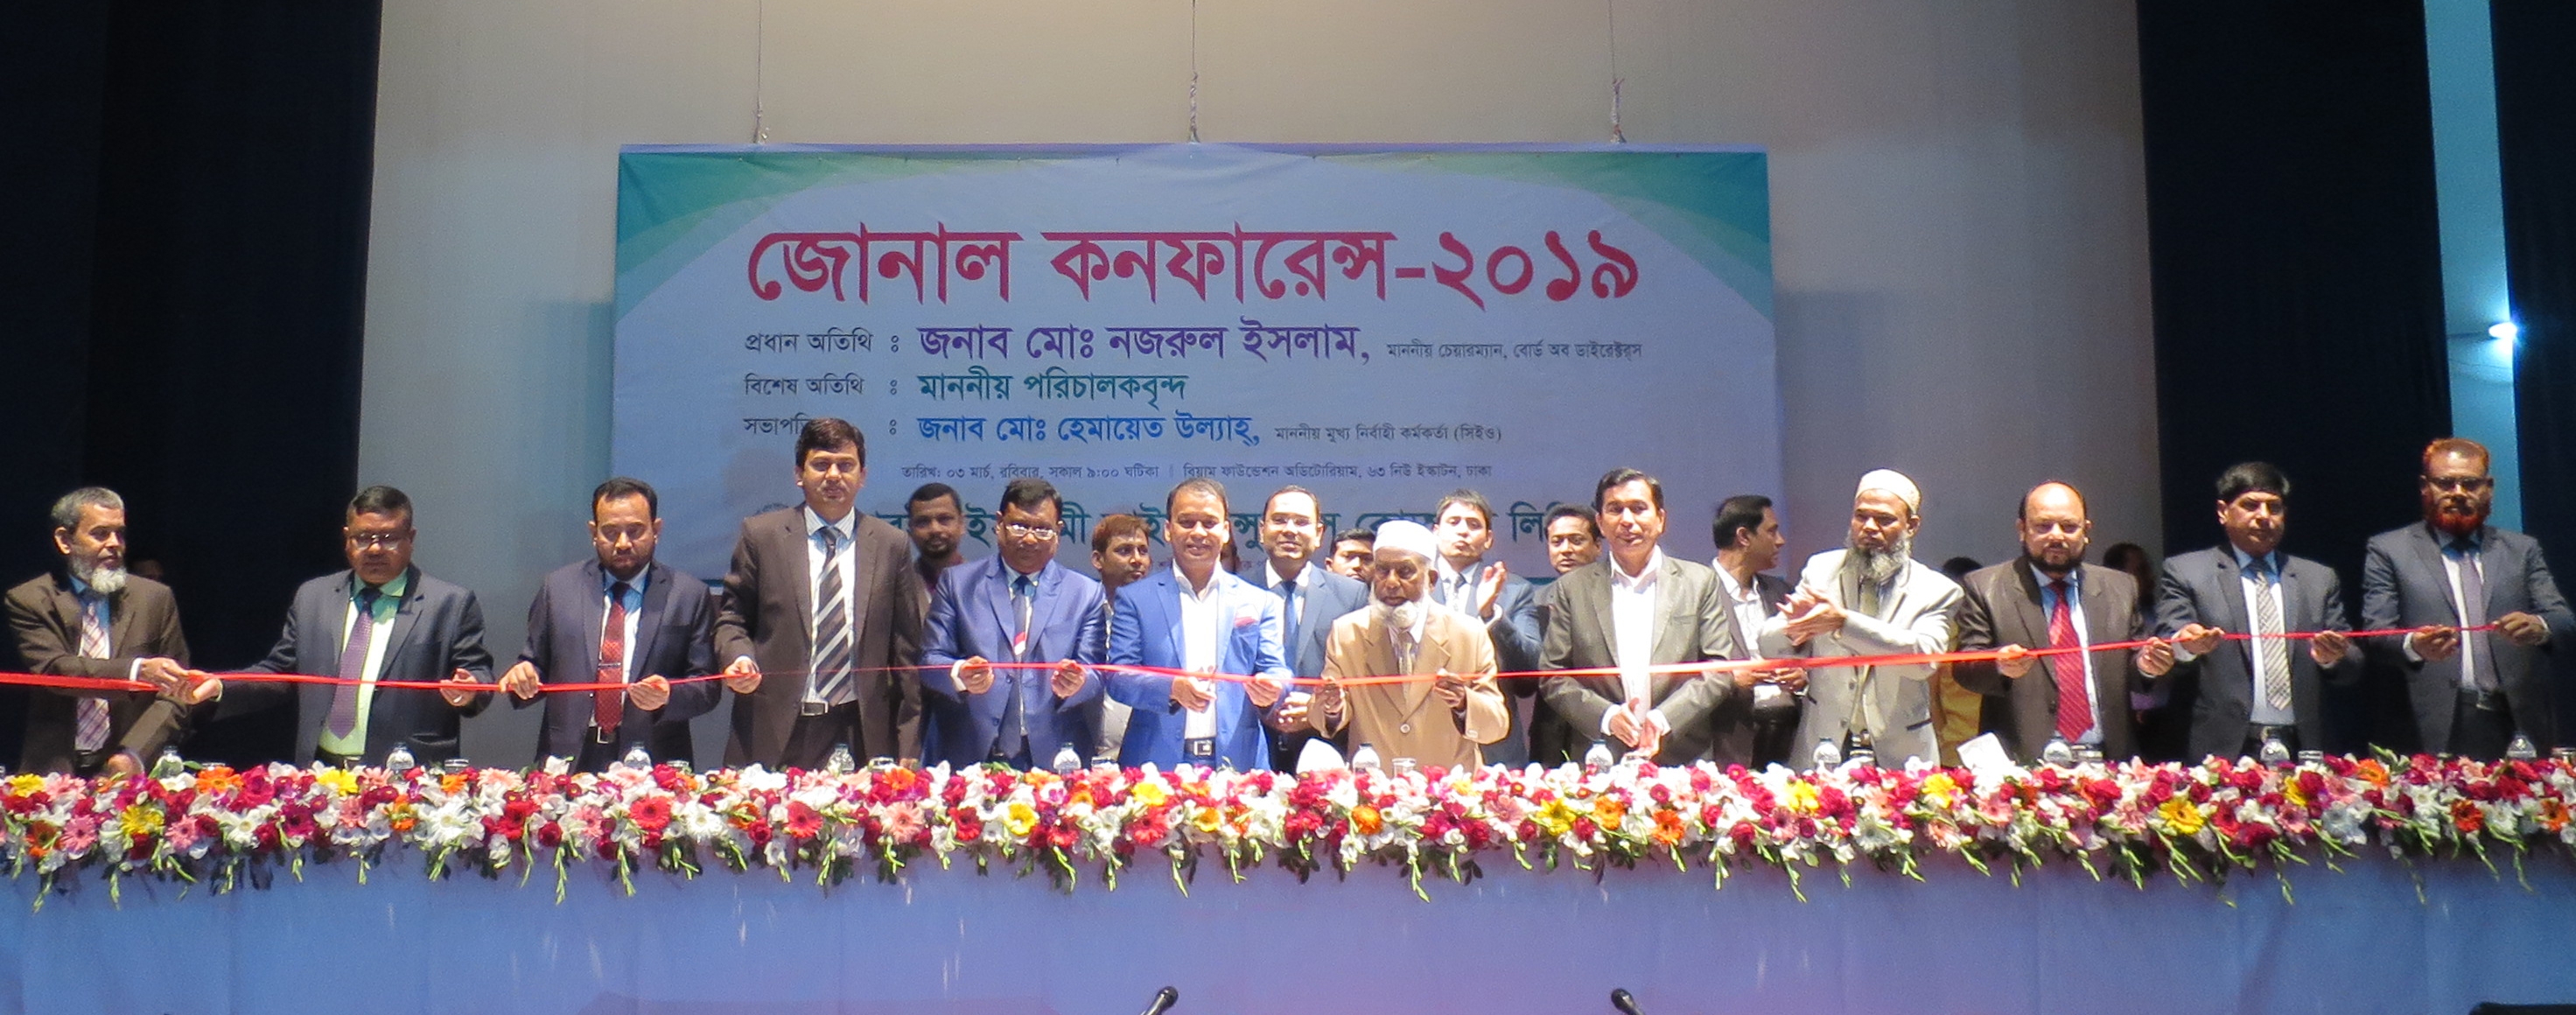 জোনাল কনফারেন্স-২০১৯
প্রধান অতিথি : জনাব মোঃ নজরুল ইসলাম, মাননীয় চেয়ারম্যান, বোর্ড অব ডাইরেক্টর্‌স
বিশেষ অতিথি : মাননীয় পরিচালকবৃন্দ
: জনাব মোঃ হেমায়েত উল্যাহ্, মাননীয় মুখ্য নির্বাহী কর্মকর্তা (সিইও)
তারিখ: ০৩ মার্চ, রবিবার, সকাল ৯:০০ ঘটিকা | বিয়াম ফাউন্ডেশন অডিটোরিয়াম, ৬৩ নিউ ইস্কাটন, ঢাকা